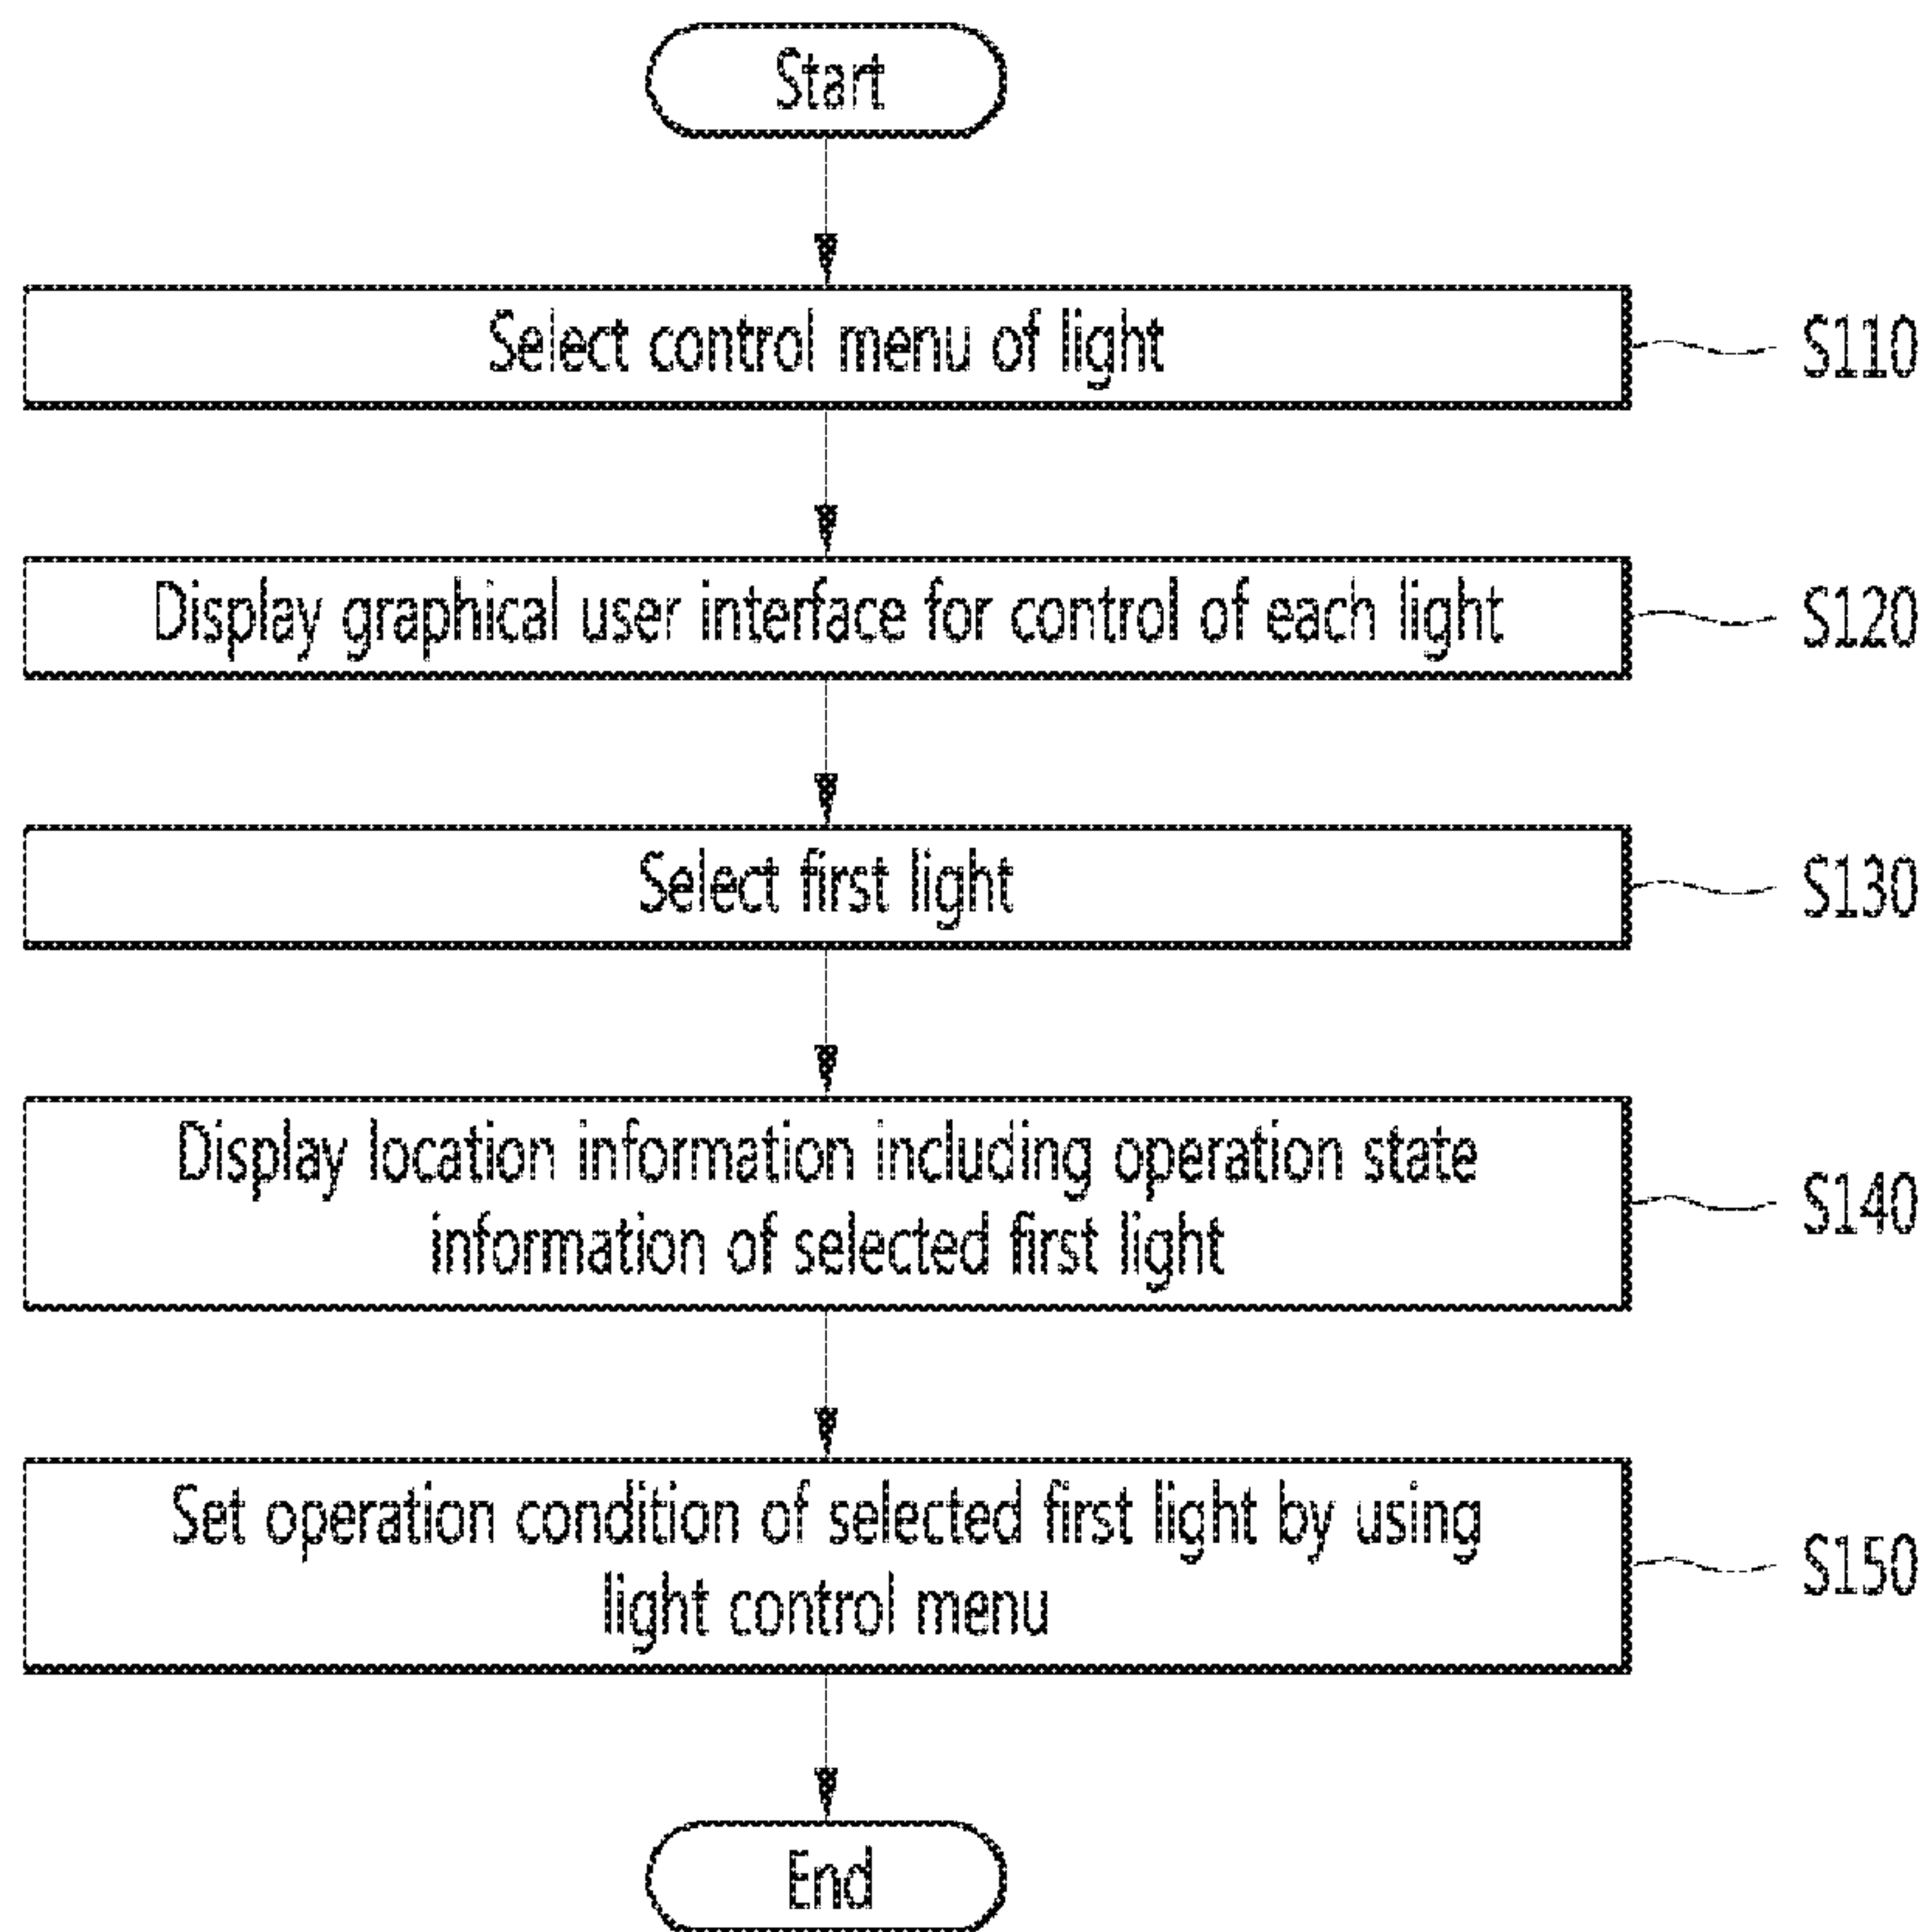 Start
Select control menu of light
S110
Display graphical user interface for control of each light
S120
Select first light
S130
Display location information including operation state
information of selected first light
S140
Set operation condition of selected first light by using
light control menu
S150
End